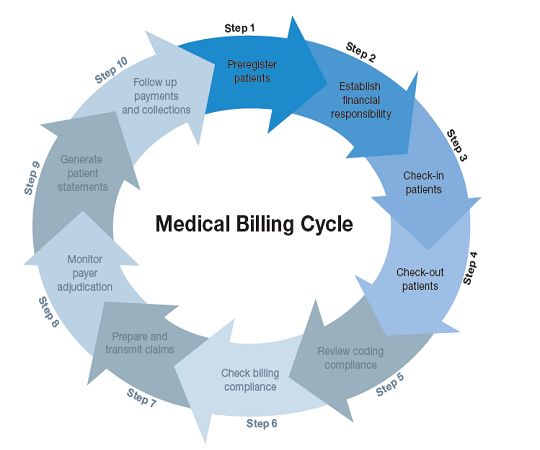 Step 1
Preregister
patients
Step 2
Establish
financial
responsibility
Step 3
Check-in
patients
Step 4
Check-out
patients
Step 5
Review coding
compliance
Step 6
Check billing
compliance
Step 7
Prepare and
transmit claims
Step 8
Monitor
payer
adjudication
Step 9
Generate
patient
statements
Step 10
Follow up
payments
and collections
Medical Billing Cycle